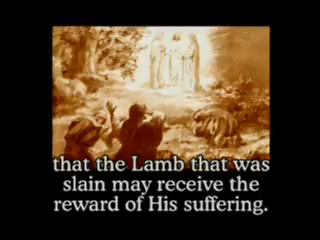 that the Lamb that was
slain may receive the
reward of His suffering.